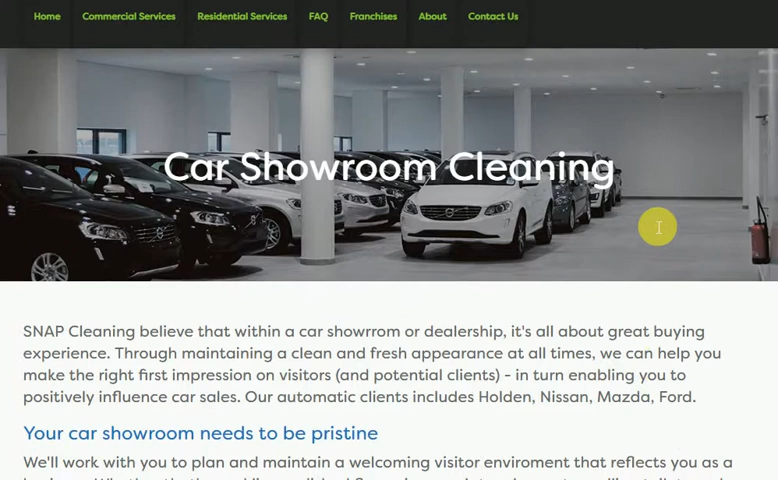 Home Commercial Services Residential Services FAQ Franchises About Contact Us
Car Showroom Cleaning
SNAP Cleaning believe that within a car showrrom or dealership, it's all about great buying
experience. Through maintaining a clean and fresh appearance at all times, we can help you
make the right first impression on visitors (and potential clients) - in turn enabling you to
positively influence car sales. Our automatic clients includes Holden, Nissan, Mazda, Ford.
Your car showroom needs to be pristine
We'll work with you to plan and maintain a welcoming visitor enviroment that reflects you as a